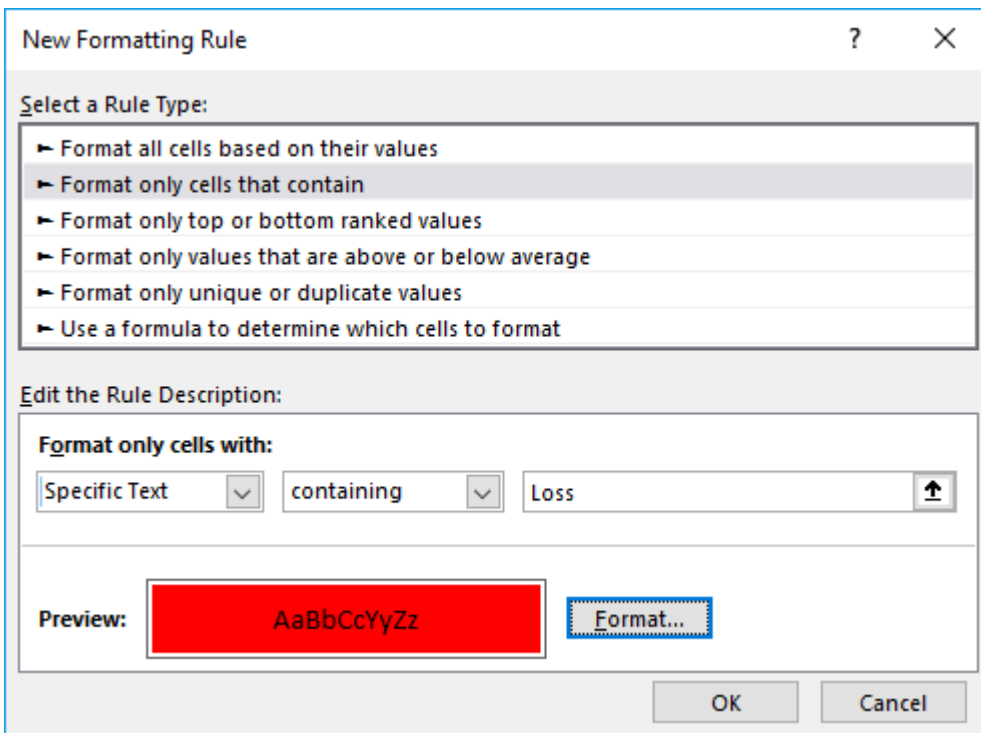 New Formatting Rule ?
Select a Rule Type:
► Format all cells based on their values
► Format only cells that contain
► Format only top or bottom ranked values
► Format only values that are above or below average
► Format only unique or duplicate values
► Use a formula to determine which cells to format
Edit the Rule Description:
Format only cells with:
Specific Text containing Loss
Preview: AaBbCcYyZz Format...
OK Cancel